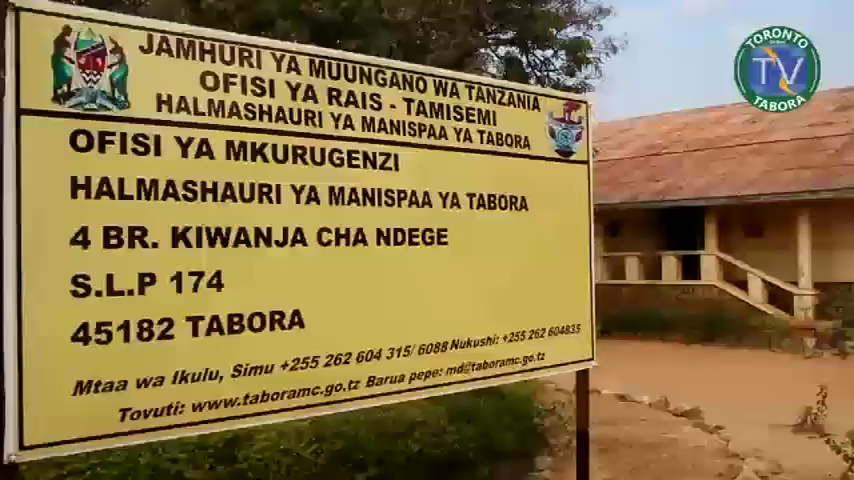 JAMHURI YA MUUNGANO WA TANZANIA
OFISI YA RAIS - TAMISEMI
HALMASHAURI YA MANISPAA YA TABORA
OFISI YA MKURUGENZI
HALMASHAURI YA MANISPAA YA TABORA
4 BR. KIWANJA CHA NDEGE
S.L.P 174
45182 TABORA
Mtaa wa Ikulu, Simu +255 262 604 315/ 6088 Nukushi: +255 262 604835
Tovuti: www.taboramc.go.tz Barua pepe: md@taboramc.go.tz
TORONTO
TV
TABORA